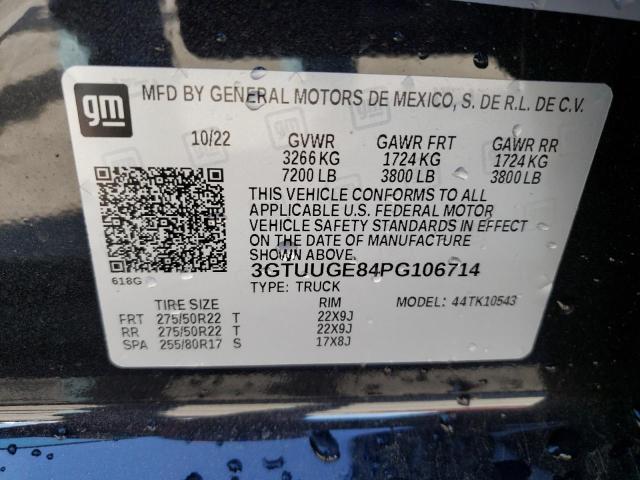 gm
MFD BY GENERAL MOTORS DE MEXICO, S. DE R.L. DE C.V.
10/22 GVWR GAWR FRT GAWR RR
3266 KG 1724 KG 1724 KG
7200 LB 3800 LB 3800 LB
THIS VEHICLE CONFORMS TO ALL
APPLICABLE U.S. FEDERAL MOTOR
VEHICLE SAFETY STANDARDS IN EFFECT
ON THE DATE OF MANUFACTURE
SHOWN ABOVE.
3GTUUGE84PG106714
618G
TYPE: TRUCK
TIRE SIZE RIM MODEL: 44TK10543
FRT 275/50R22 T 22X9J
RR 275/50R22 T 22X9J
SPA 255/80R17 S 17X8J